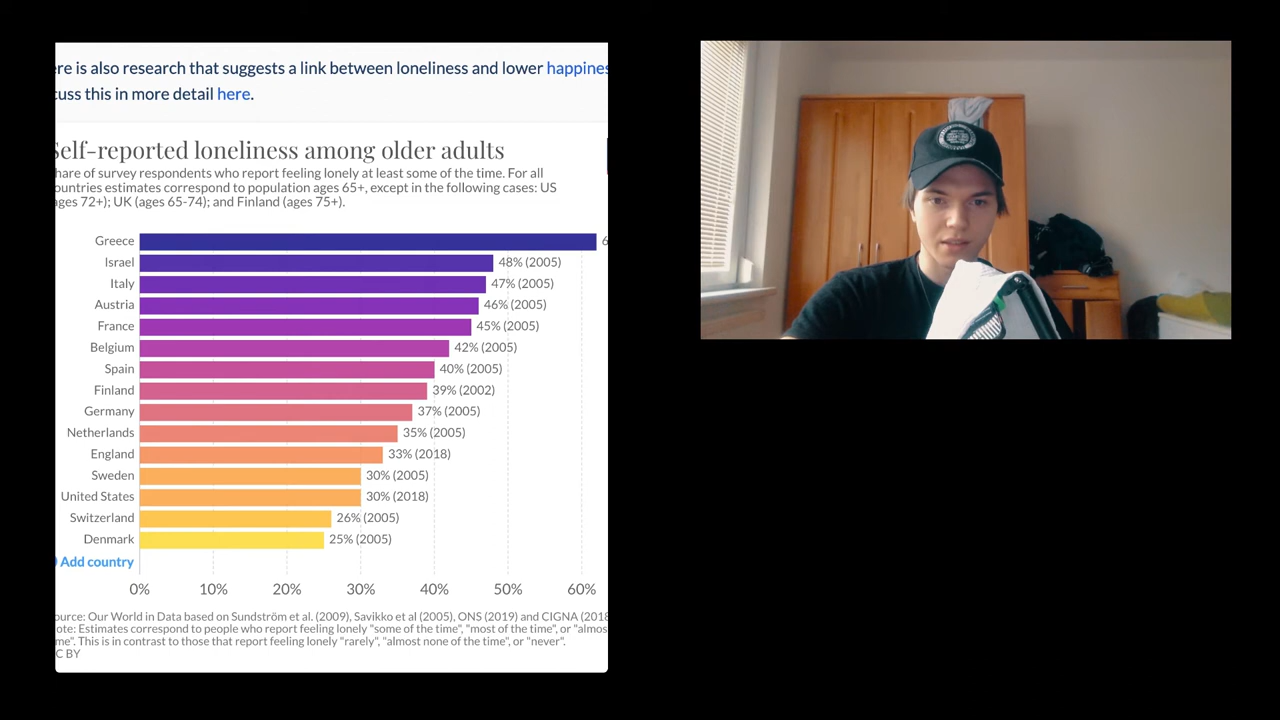 ere is also research that suggests a link between loneliness and lower happines
cuss this in more detail here.
Self-reported loneliness among older adults
hare of survey respondents who report feeling lonely at least some of the time. For all
ountries estimates correspond to population ages 65+, except in the following cases: US
ages 72+); UK (ages 65-74); and Finland (ages 75+).
Greece 6
Israel 48% (2005)
Italy 47% (2005)
Austria 46% (2005)
France 45% (2005)
Belgium 42% (2005)
Spain 40% (2005)
Finland 39% (2002)
Germany 37% (2005)
Netherlands 35% (2005)
England 33% (2018)
Sweden 30% (2005)
United States 30% (2018)
Switzerland 26% (2005)
Denmark 25% (2005)
Add country
0% 10% 20% 30% 40% 50% 60%
ource: Our World in Data based on Sundström et al. (2009), Savikko et al (2005), ONS (2019) and CIGNA (2018
ote: Estimates correspond to people who report feeling lonely "some of the time", "most of the time", or "almos
me". This is in contrast to those that report feeling lonely "rarely", "almost none of the time", or "never".
C BY